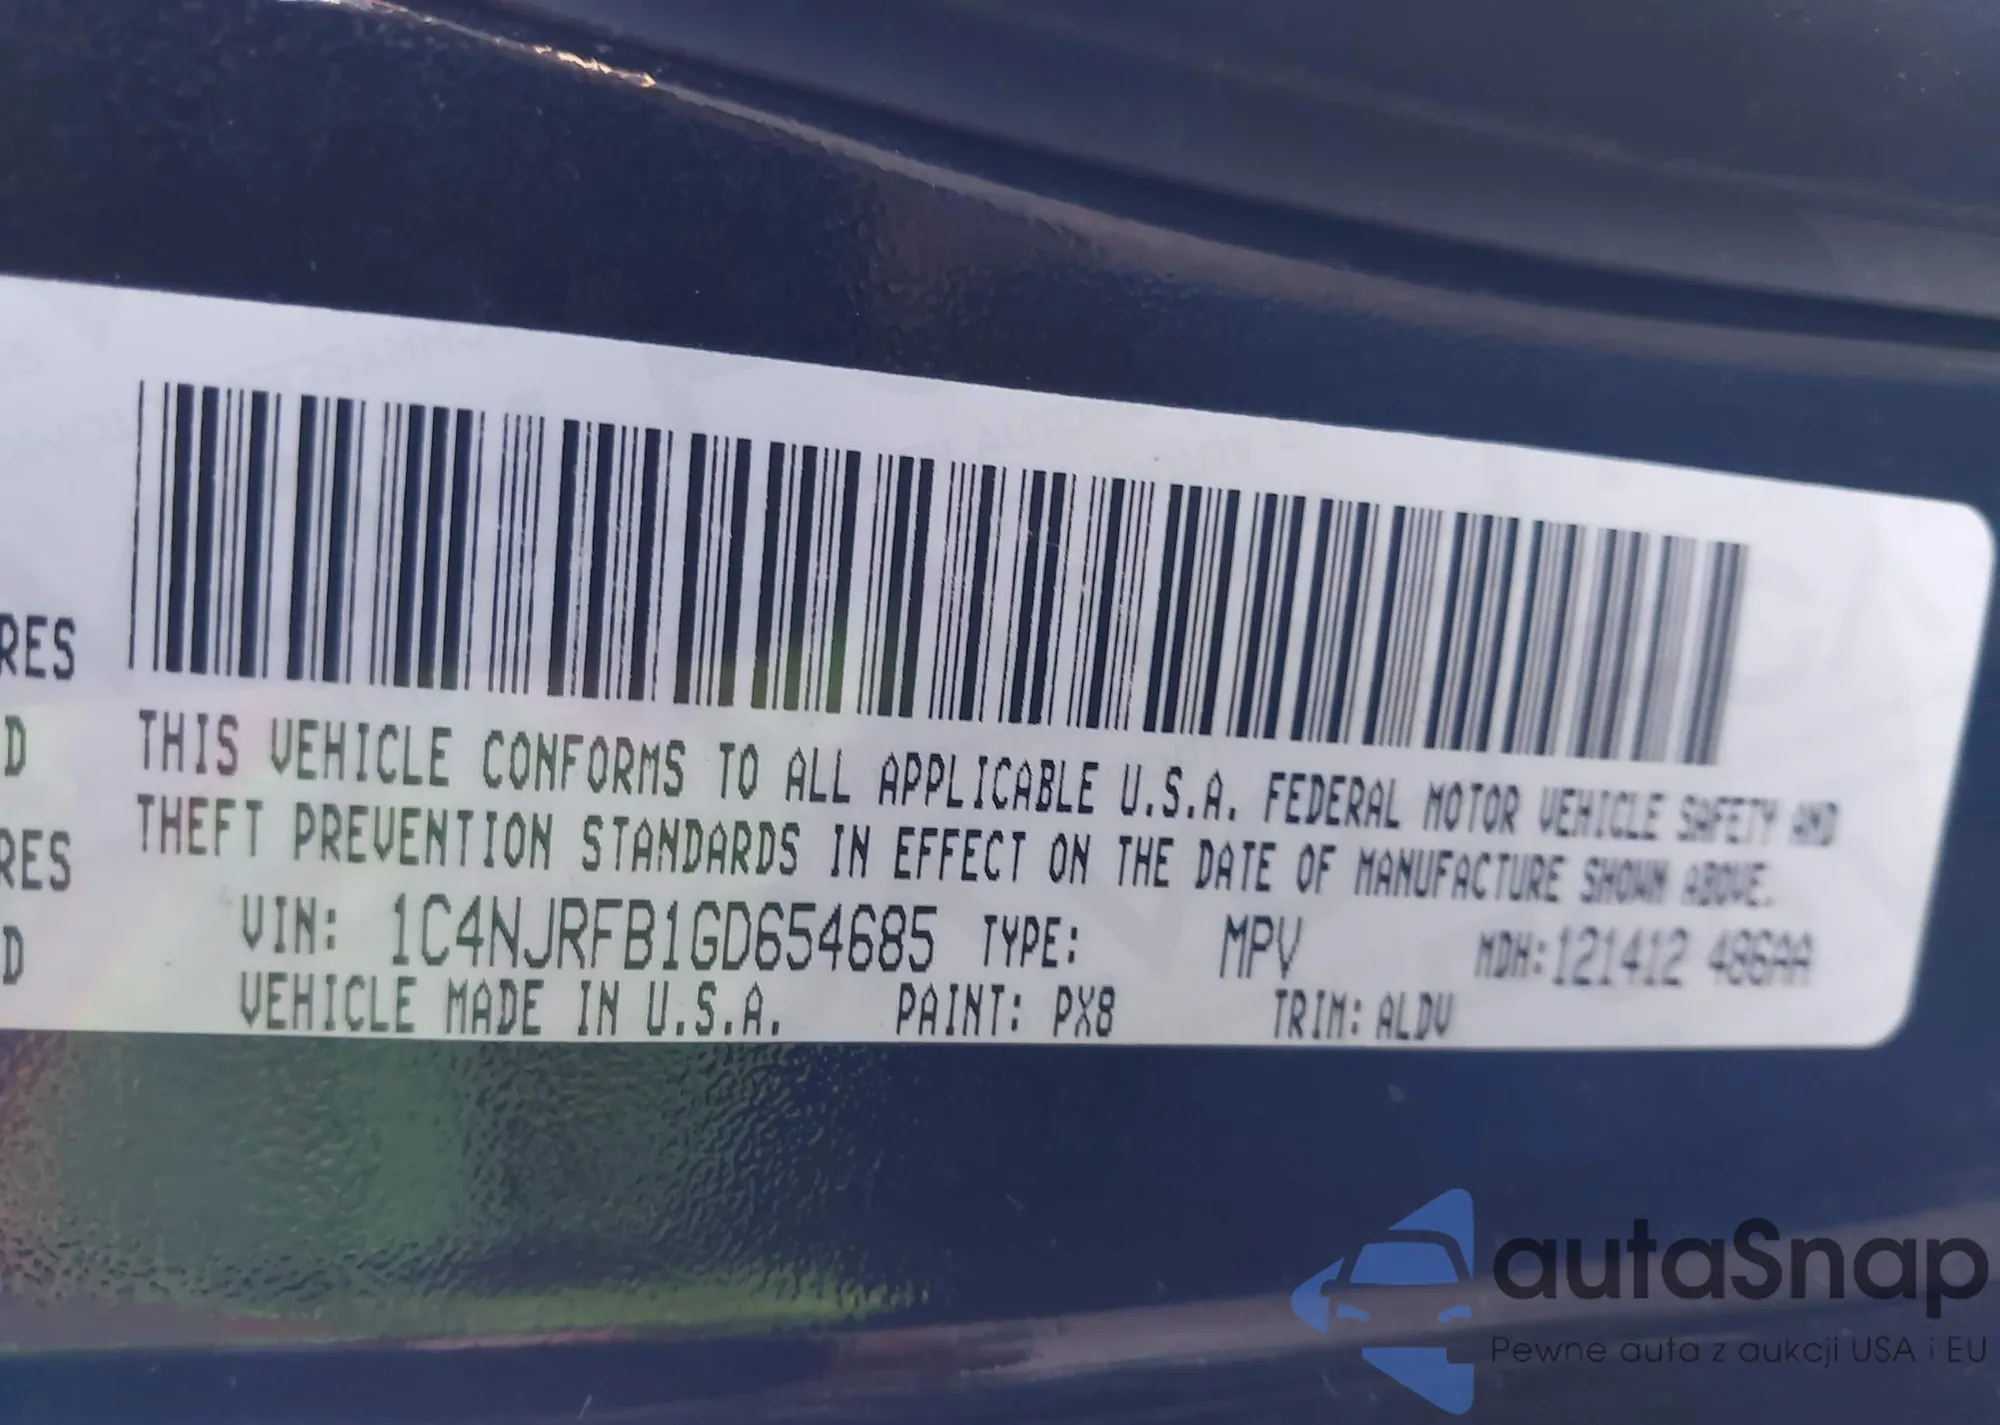 RES
D
RES
D
THIS VEHICLE CONFORMS TO ALL APPLICABLE U.S.A. FEDERAL MOTOR VEHICLE SAFETY AND
THEFT PREVENTION STANDARDS IN EFFECT ON THE DATE OF MANUFACTURE SHOWN ABOVE.
VIN: 1C4NJRFB1GD654685 TYPE: MPV MDH:121412 486AA
VEHICLE MADE IN U.S.A. PAINT: PX8 TRIM: ALDV
autaSnap
Pewne auta z aukcji USA i EU